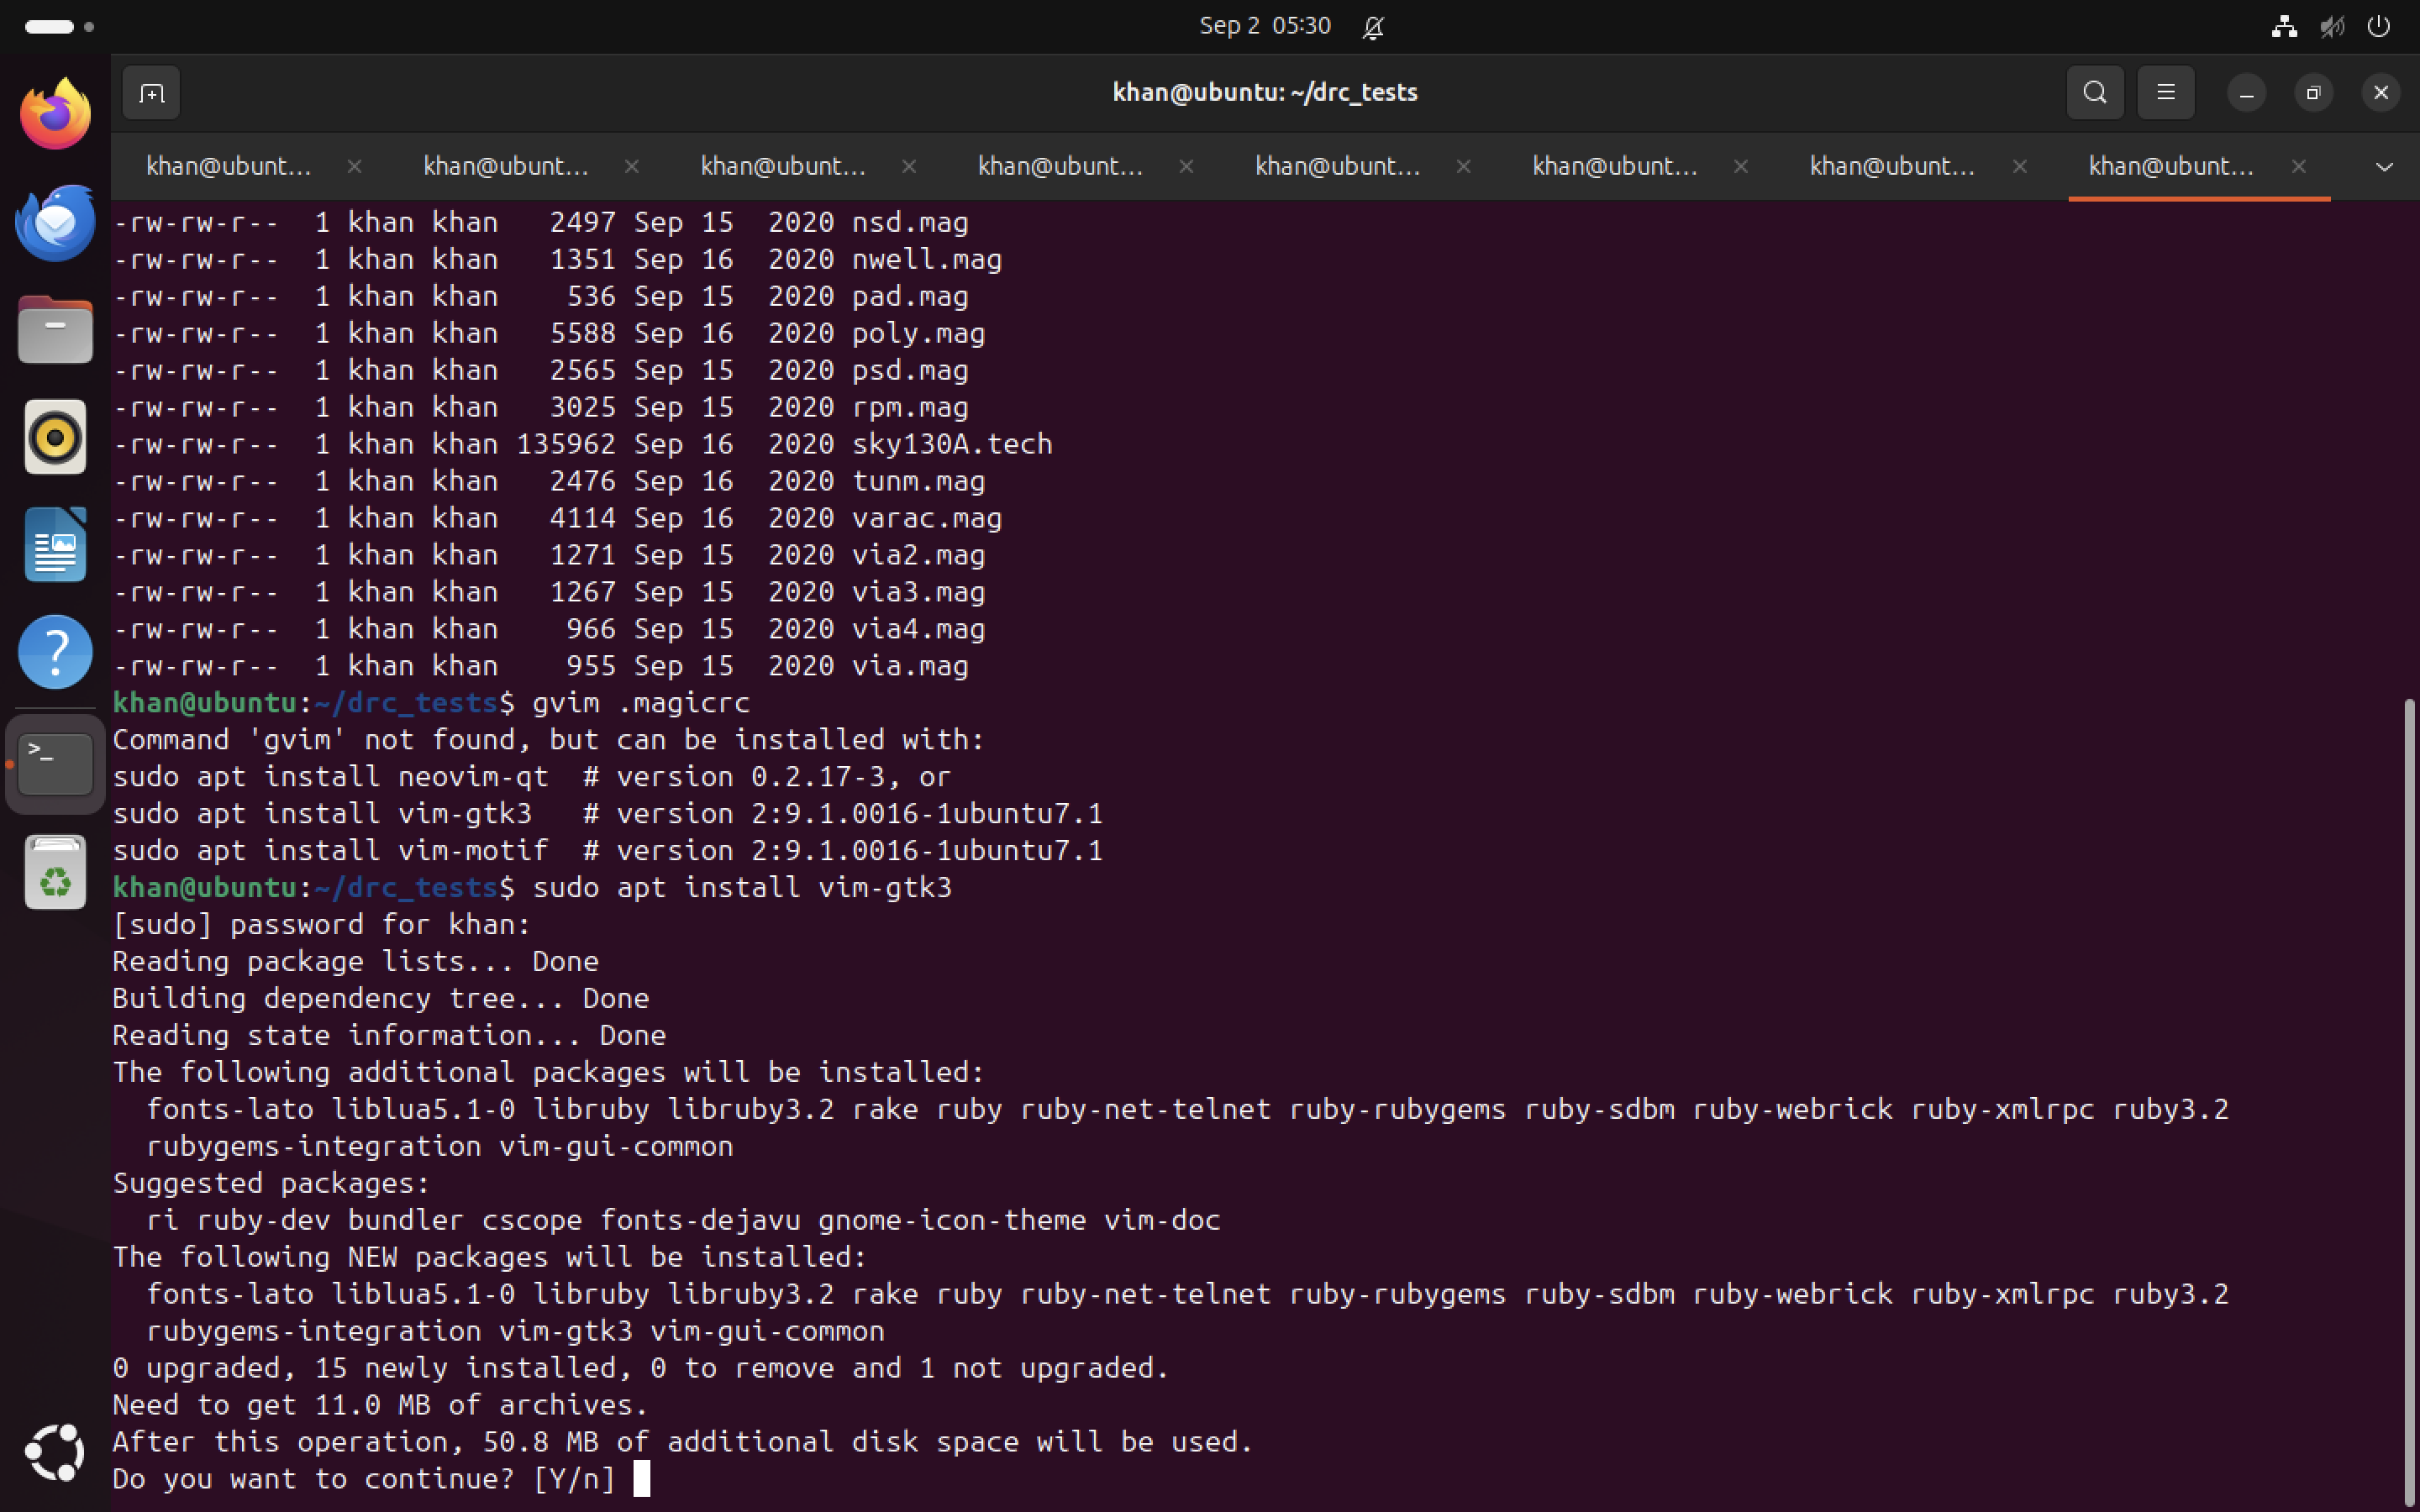 Sep 2 05:30
khan@ubuntu: ~/drc_tests
khan@ubunt... khan@ubunt... khan@ubunt... khan@ubunt... khan@ubunt... khan@ubunt... khan@ubunt... khan@ubunt...
-rw-rw-r--  1 khan khan   2497 Sep 15  2020 nsd.mag
-rw-rw-r--  1 khan khan   1351 Sep 16  2020 nwell.mag
-rw-rw-r--  1 khan khan    536 Sep 15  2020 pad.mag
-rw-rw-r--  1 khan khan   5588 Sep 16  2020 poly.mag
-rw-rw-r--  1 khan khan   2565 Sep 15  2020 psd.mag
-rw-rw-r--  1 khan khan   3025 Sep 15  2020 rpm.mag
-rw-rw-r--  1 khan khan 135962 Sep 16  2020 sky130A.tech
-rw-rw-r--  1 khan khan   2476 Sep 16  2020 tunm.mag
-rw-rw-r--  1 khan khan   4114 Sep 16  2020 varac.mag
-rw-rw-r--  1 khan khan   1271 Sep 15  2020 via2.mag
-rw-rw-r--  1 khan khan   1267 Sep 15  2020 via3.mag
-rw-rw-r--  1 khan khan    966 Sep 15  2020 via4.mag
-rw-rw-r--  1 khan khan    955 Sep 15  2020 via.mag
khan@ubuntu:~/drc_tests$ gvim .magicrc
Command 'gvim' not found, but can be installed with:
sudo apt install neovim-qt  # version 0.2.17-3, or
sudo apt install vim-gtk3   # version 2:9.1.0016-1ubuntu7.1
sudo apt install vim-motif  # version 2:9.1.0016-1ubuntu7.1
khan@ubuntu:~/drc_tests$ sudo apt install vim-gtk3
[sudo] password for khan:
Reading package lists... Done
Building dependency tree... Done
Reading state information... Done
The following additional packages will be installed:
  fonts-lato liblua5.1-0 libruby libruby3.2 rake ruby ruby-net-telnet ruby-rubygems ruby-sdbm ruby-webrick ruby-xmlrpc ruby3.2
  rubygems-integration vim-gui-common
Suggested packages:
  ri ruby-dev bundler cscope fonts-dejavu gnome-icon-theme vim-doc
The following NEW packages will be installed:
  fonts-lato liblua5.1-0 libruby libruby3.2 rake ruby ruby-net-telnet ruby-rubygems ruby-sdbm ruby-webrick ruby-xmlrpc ruby3.2
  rubygems-integration vim-gtk3 vim-gui-common
0 upgraded, 15 newly installed, 0 to remove and 1 not upgraded.
Need to get 11.0 MB of archives.
After this operation, 50.8 MB of additional disk space will be used.
Do you want to continue? [Y/n]